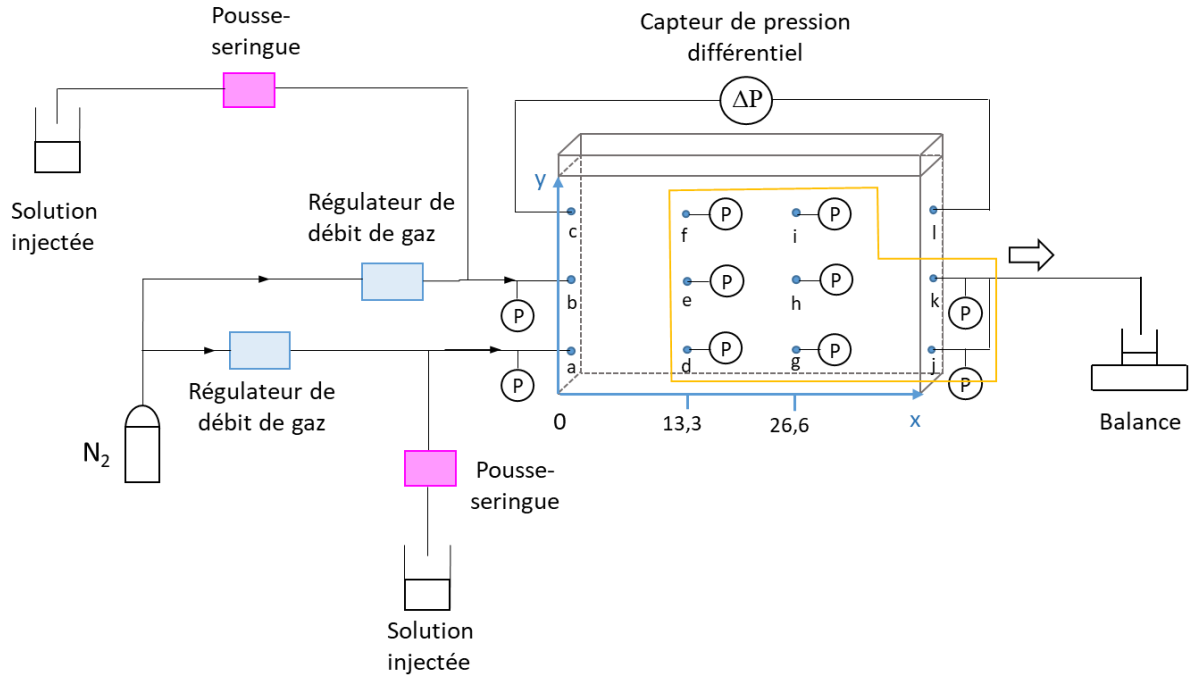 Pousse-
seringue
Capteur de pression
différentiel
ΔP
Solution
injectée
Régulateur de
débit de gaz
y
c
f
P
i
P
l
b
e
P
h
P
k
P
P
a
d
P
g
P
j
P
P
Régulateur de
débit de gaz
0
13,3
26,6
x
Balance
N2
Pousse-
seringue
Solution
injectée